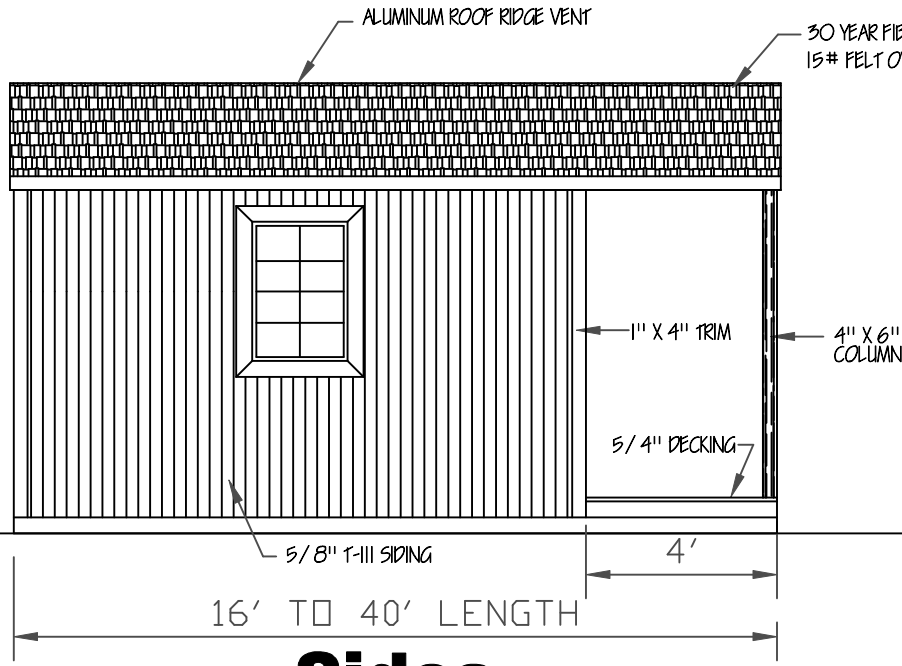 ALUMINUM ROOF RIDGE VENT
30 YEAR
15# FELT
1" X 4" TRIM
4" X 6"
COLUMN
5/4" DECKING
5/8" T-111 SIDING
4'
16' TO 40' LENGTH
Sides